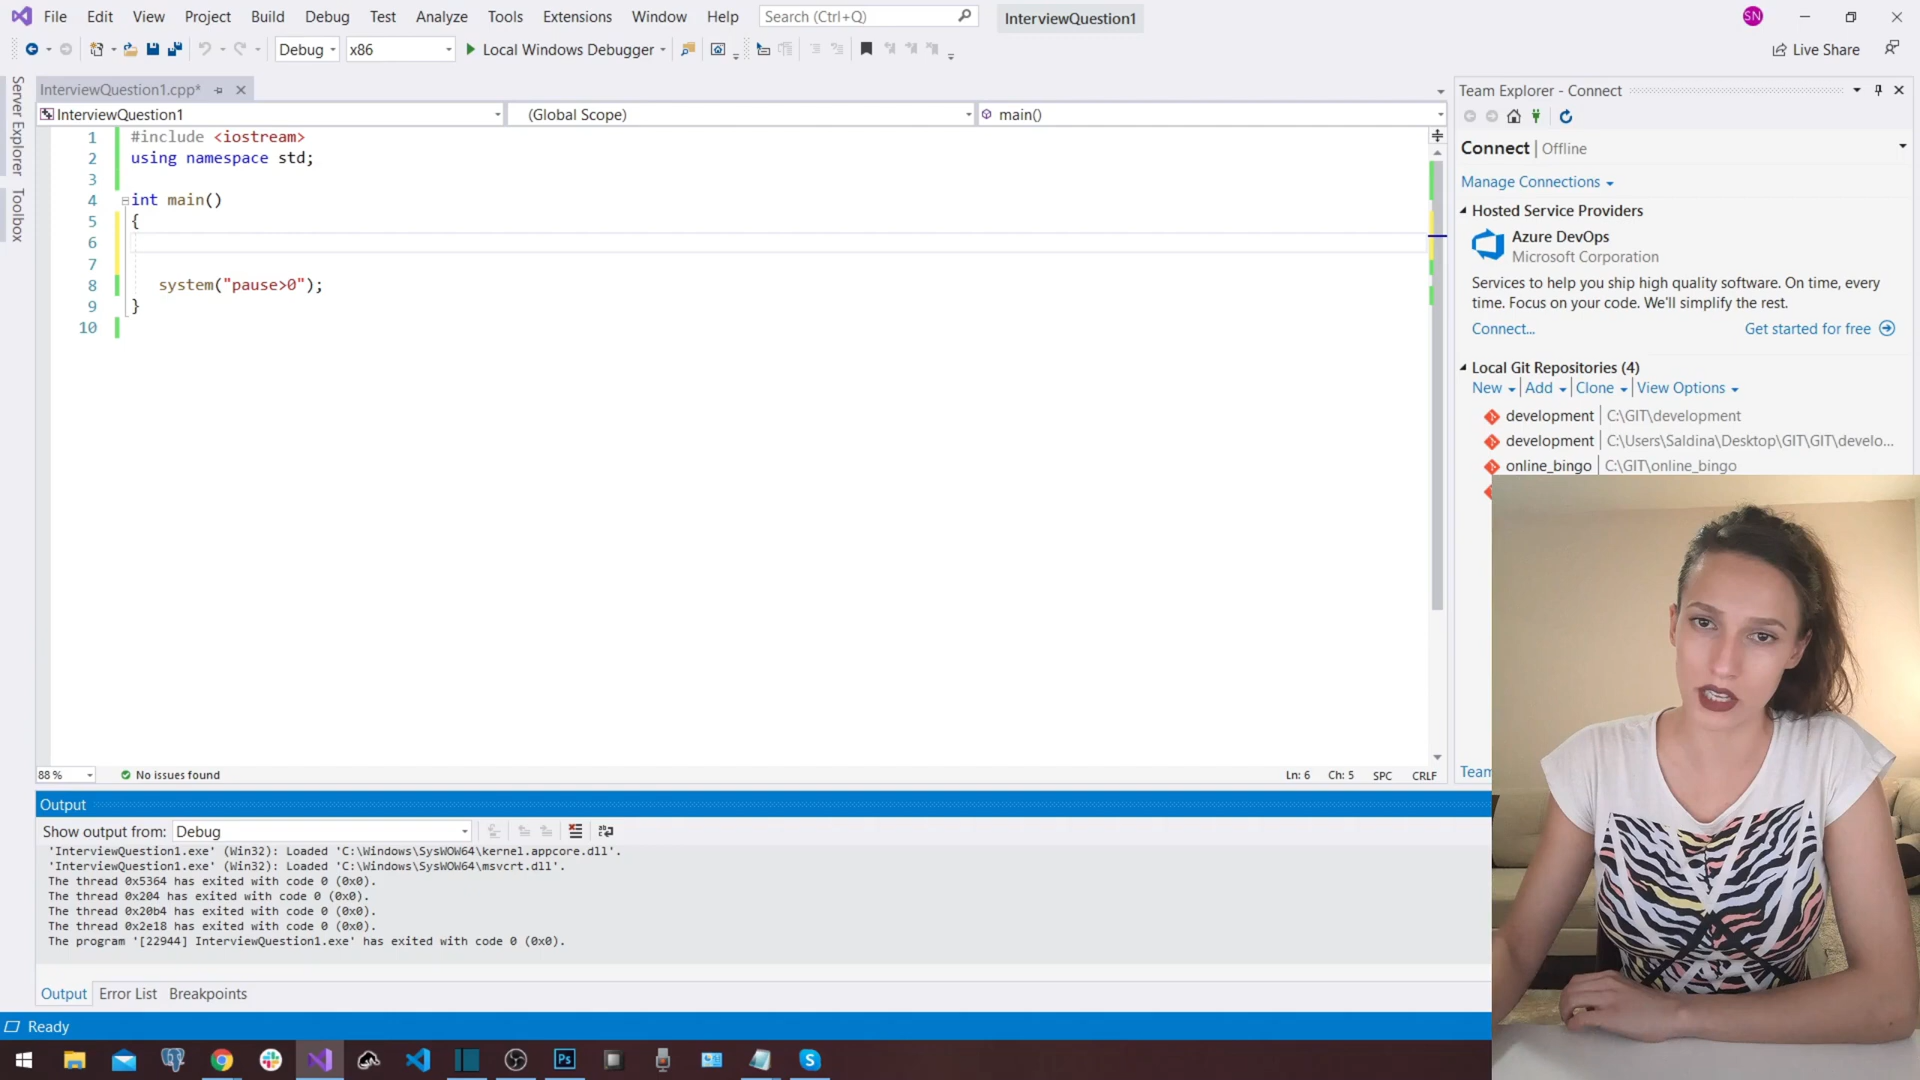 File Edit View Project Build Debug Test Analyze Tools Extensions Window Help Search (Ctrl+Q) InterviewQuestion1 SN
Debug x86 Local Windows Debugger Live Share
Server Explorer
Toolbox
InterviewQuestion1.cpp*
InterviewQuestion1 (Global Scope) main()
1 #include <iostream>
2 using namespace std;
3
4 int main()
5 {
6
7
8 system("pause>0");
9 }
10
88 % No issues found Ln: 6 Ch: 5 SPC CRLF
Team Explorer - Connect
Connect | Offline
Manage Connections
Hosted Service Providers
Azure DevOps
Microsoft Corporation
Services to help you ship high quality software. On time, every
time. Focus on your code. We'll simplify the rest.
Connect... Get started for free
Local Git Repositories (4)
New Add Clone View Options
development | C:\GIT\development
development | C:\Users\Saldina\Desktop\GIT\GIT\develo...
online_bingo | C:\GIT\online_bingo
Team
Output
Show output from: Debug
'InterviewQuestion1.exe' (Win32): Loaded 'C:\Windows\SysWOW64\kernel.appcore.dll'.
'InterviewQuestion1.exe' (Win32): Loaded 'C:\Windows\SysWOW64\msvcrt.dll'.
The thread 0x5364 has exited with code 0 (0x0).
The thread 0x204 has exited with code 0 (0x0).
The thread 0x20b4 has exited with code 0 (0x0).
The thread 0x2e18 has exited with code 0 (0x0).
The program '[22944] InterviewQuestion1.exe' has exited with code 0 (0x0).
Output Error List Breakpoints
Ready
Ps